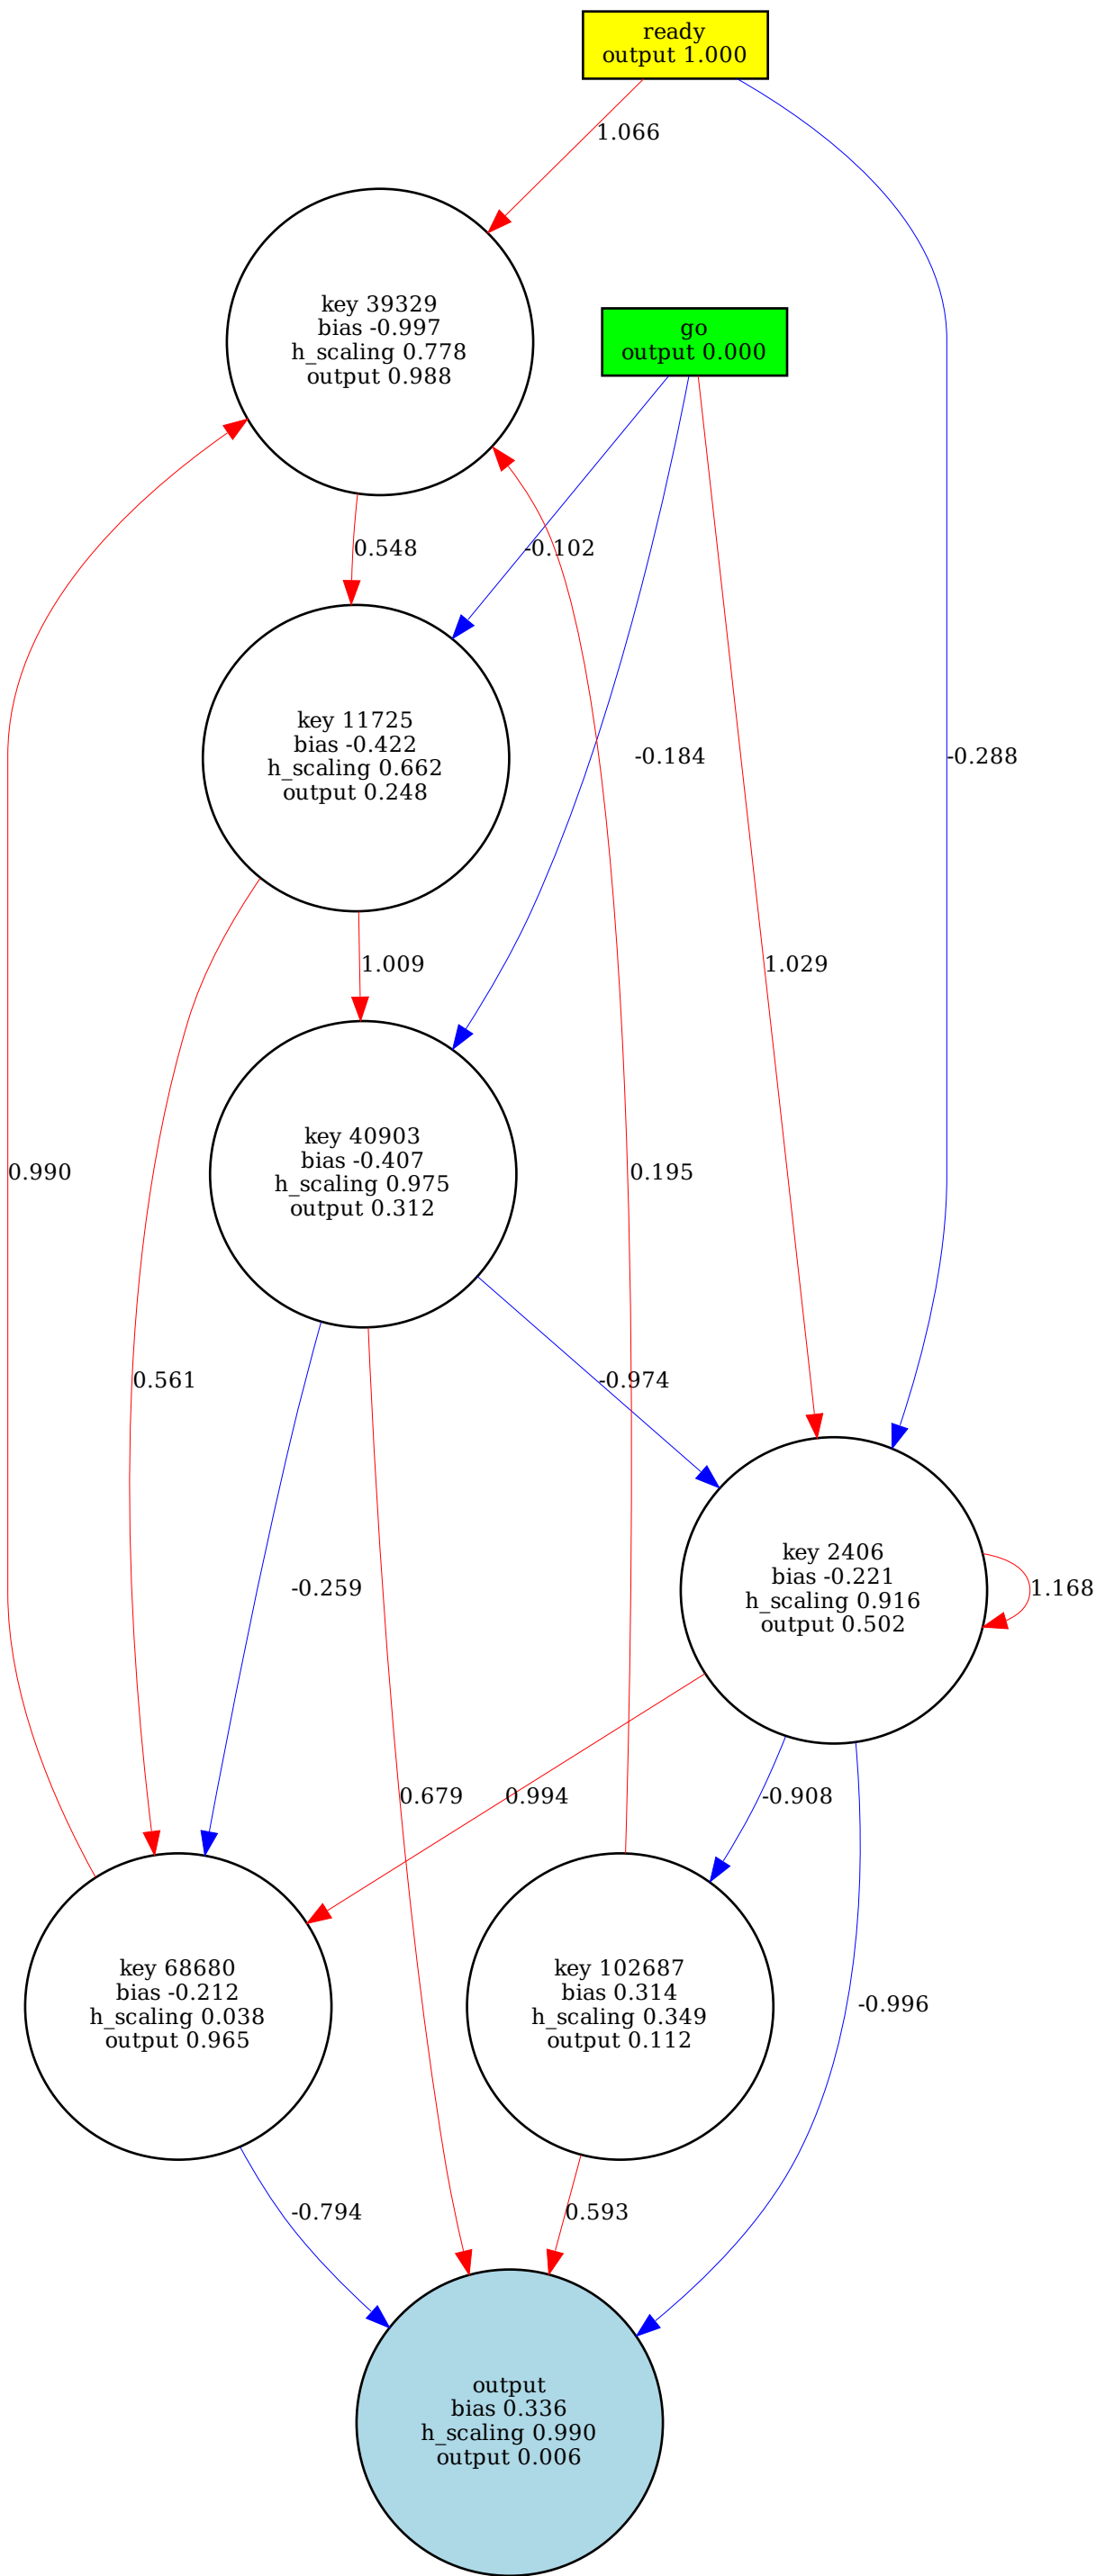 ready
output 1.000
1.066
key 39329
bias -0.997
h_scaling 0.778
output 0.988
go
output 0.000
0.548
-0.102
key 11725
bias -0.422
h_scaling 0.662
output 0.248
-0.184
-0.288
1.009
1.029
key 40903
bias -0.407
h_scaling 0.975
output 0.312
0.990
0.195
0.561
-0.974
key 2406
bias -0.221
h_scaling 0.916
output 0.502
-0.259
1.168
0.679
0.994
-0.908
key 68680
bias -0.212
h_scaling 0.038
output 0.965
key 102687
bias 0.314
h_scaling 0.349
output 0.112
-0.996
-0.794
0.593
output
bias 0.336
h_scaling 0.990
output 0.006